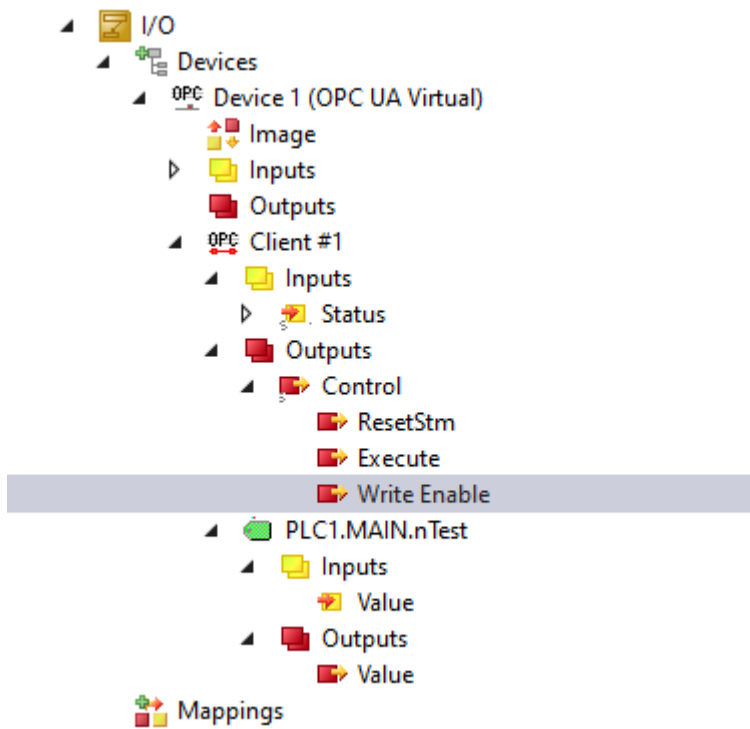 I/O
Devices
OPC Device 1 (OPC UA Virtual)
Image
Inputs
Outputs
OPC Client #1
Inputs
S Status
Outputs
S Control
ResetStm
Execute
Write Enable
PLC1.MAIN.nTest
Inputs
Value
Outputs
Value
Mappings